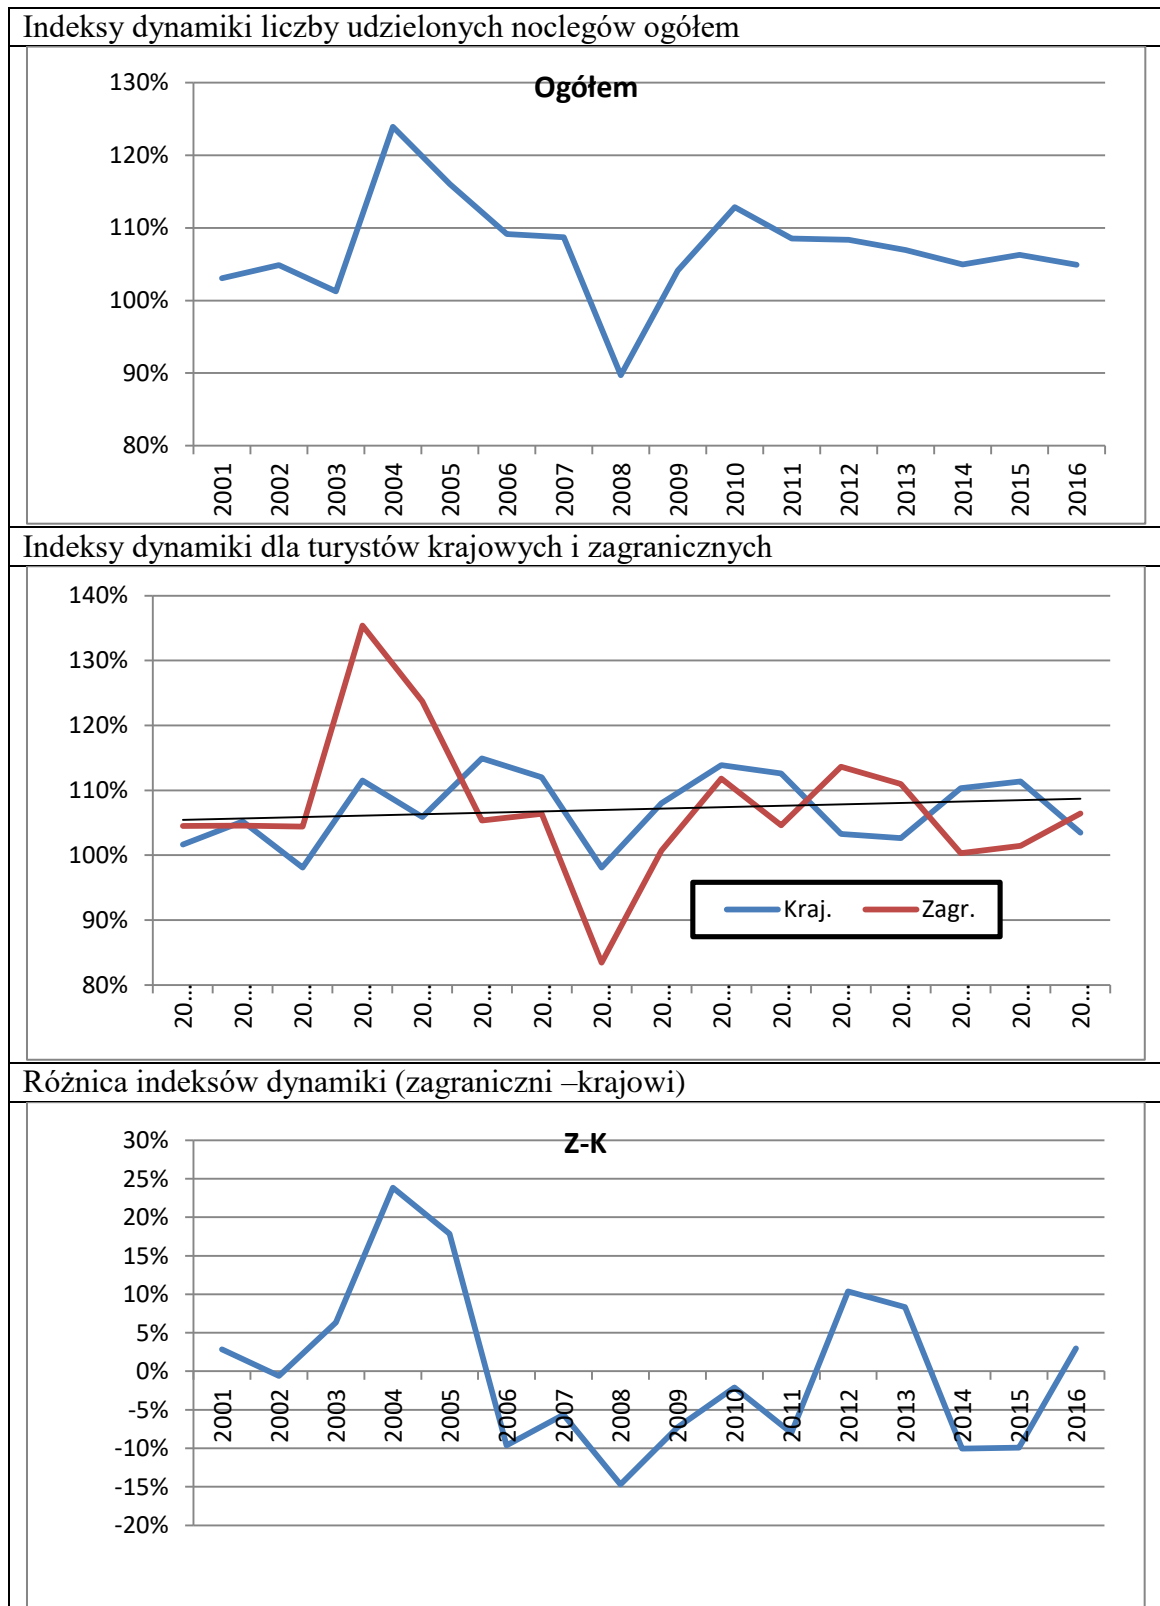 Indeksy dynamiki liczby udzielonych noclegów ogółem
Ogółem
130%
120%
110%
100%
90%
80%
2001 2002 2003 2004 2005 2006 2007 2008 2009 2010 2011 2012 2013 2014 2015 2016
Indeksy dynamiki dla turystów krajowych i zagranicznych
140%
130%
120%
110%
100%
90%
80%
Kraj. Zagr.
20... 20... 20... 20... 20... 20... 20... 20... 20... 20... 20... 20... 20... 20... 20... 20...
Różnica indeksów dynamiki (zagraniczni –krajowi)
Z-K
30%
25%
20%
15%
10%
5%
0%
-5%
-10%
-15%
-20%
2001 2002 2003 2004 2005 2006 2007 2008 2009 2010 2011 2012 2013 2014 2015 2016